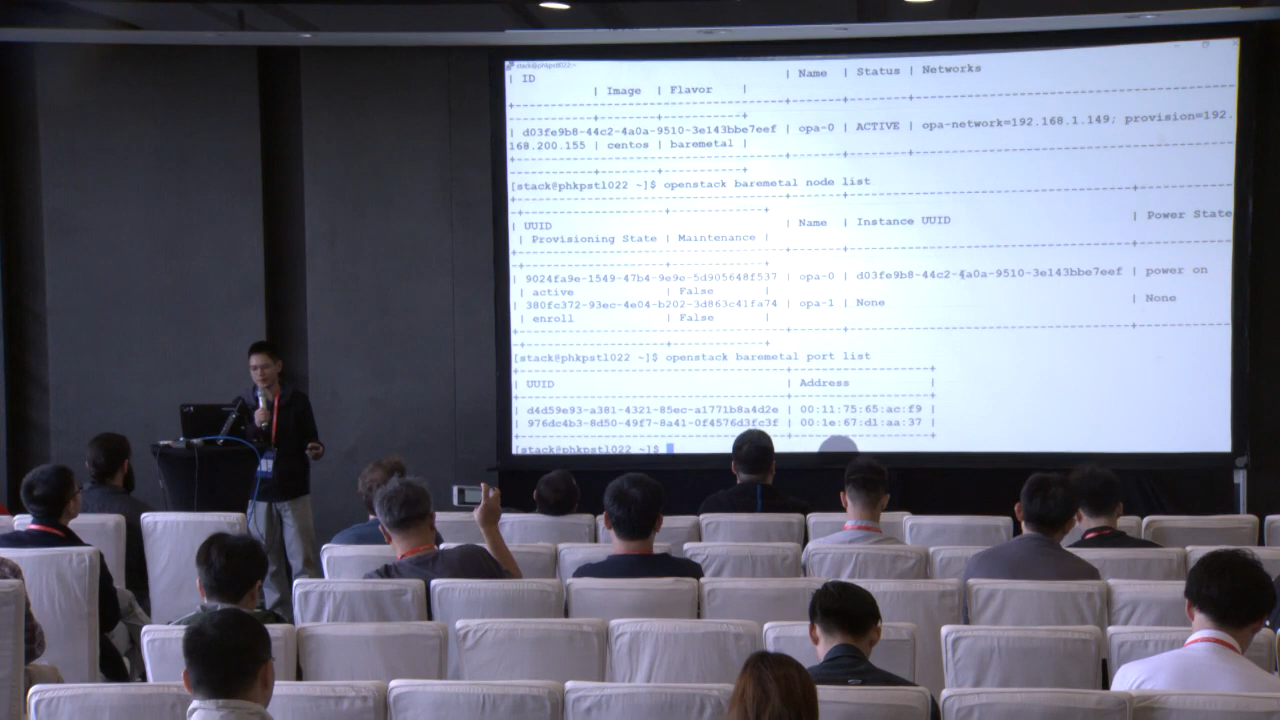 stack@phkpstl022:~
| ID | Name | Status | Networks
| Image | Flavor |
+--------------------------------------+-------+--------+----------------------------------------
-+--------+-----------+
| d03fe9b8-44c2-4a0a-9510-3e143bbe7eef | opa-0 | ACTIVE | opa-network=192.168.1.149; provision=192.
168.200.155 | centos | baremetal |
+--------------------------------------+-------+--------+----------------------------------------
-+--------+-----------+
[stack@phkpstl022 ~]$ openstack baremetal node list
+--------------------------------------+-------+--------------------------------------+------------
-+--------------------+-------------+
| UUID | Name | Instance UUID | Power State
| Provisioning State | Maintenance |
+--------------------------------------+-------+--------------------------------------+------------
-+--------------------+-------------+
| 9024fa9e-1549-47b4-9e9e-5d905648f537 | opa-0 | d03fe9b8-44c2-4a0a-9510-3e143bbe7eef | power on
| active | False |
| 380fc372-93ec-4e04-b202-3d863c41fa74 | opa-1 | None | None
| enroll | False |
+--------------------------------------+-------+--------------------------------------+------------
-+--------------------+-------------+
[stack@phkpstl022 ~]$ openstack baremetal port list
+--------------------------------------+-------------------+
| UUID | Address |
+--------------------------------------+-------------------+
| d4d59e93-a381-4321-85ec-a1771b8a4d2e | 00:11:75:65:ac:f9 |
| 976dc4b3-8d50-49f7-8a41-0f4576d3fc3f | 00:1e:67:d1:aa:37 |
+--------------------------------------+-------------------+
[stack@phkpstl022 ~]$